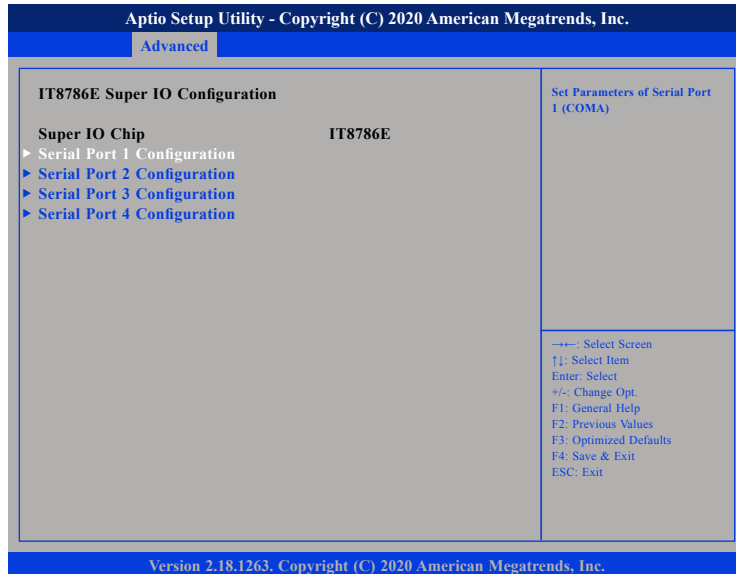 Aptio Setup Utility - Copyright (C) 2020 American Megatrends, Inc.
Advanced
IT8786E Super IO Configuration
Super IO Chip IT8786E
▶ Serial Port 1 Configuration
▶ Serial Port 2 Configuration
▶ Serial Port 3 Configuration
▶ Serial Port 4 Configuration
Set Parameters of Serial Port
1 (COMA)
→←: Select Screen
↑↓: Select Item
Enter: Select
+/-: Change Opt.
F1: General Help
F2: Previous Values
F3: Optimized Defaults
F4: Save & Exit
ESC: Exit
Version 2.18.1263. Copyright (C) 2020 American Megatrends, Inc.